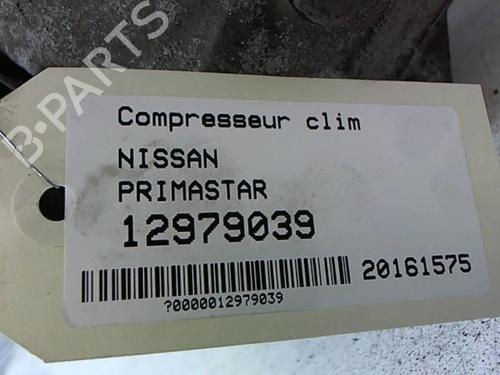 B-PARTS
Compresseur clim
NISSAN
PRIMASTAR
12979039
20161575
?0000012979039